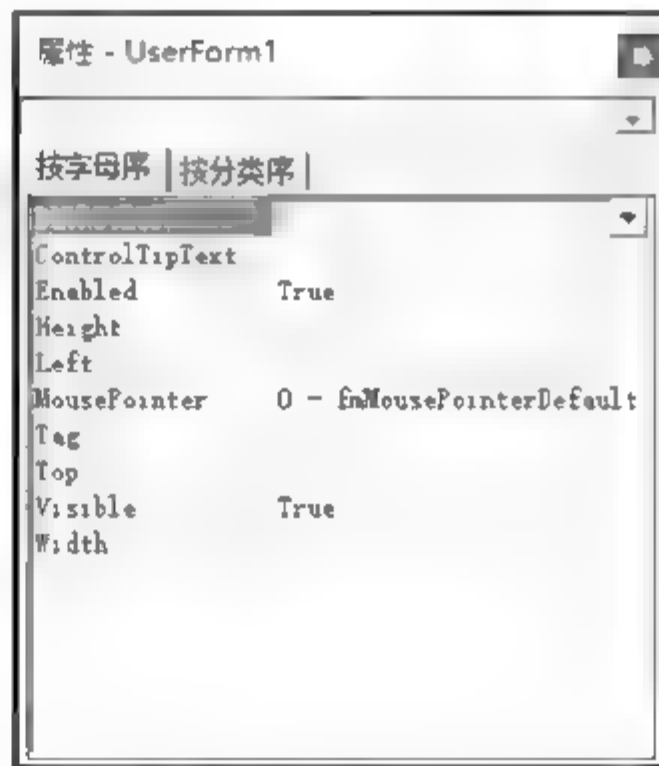 属性 - UserForm1
按字母序 按分类序
ControlTipText
Enabled True
Height
Left
MousePointer 0 - fmMousePointerDefault
Tag
Top
Visible True
Width